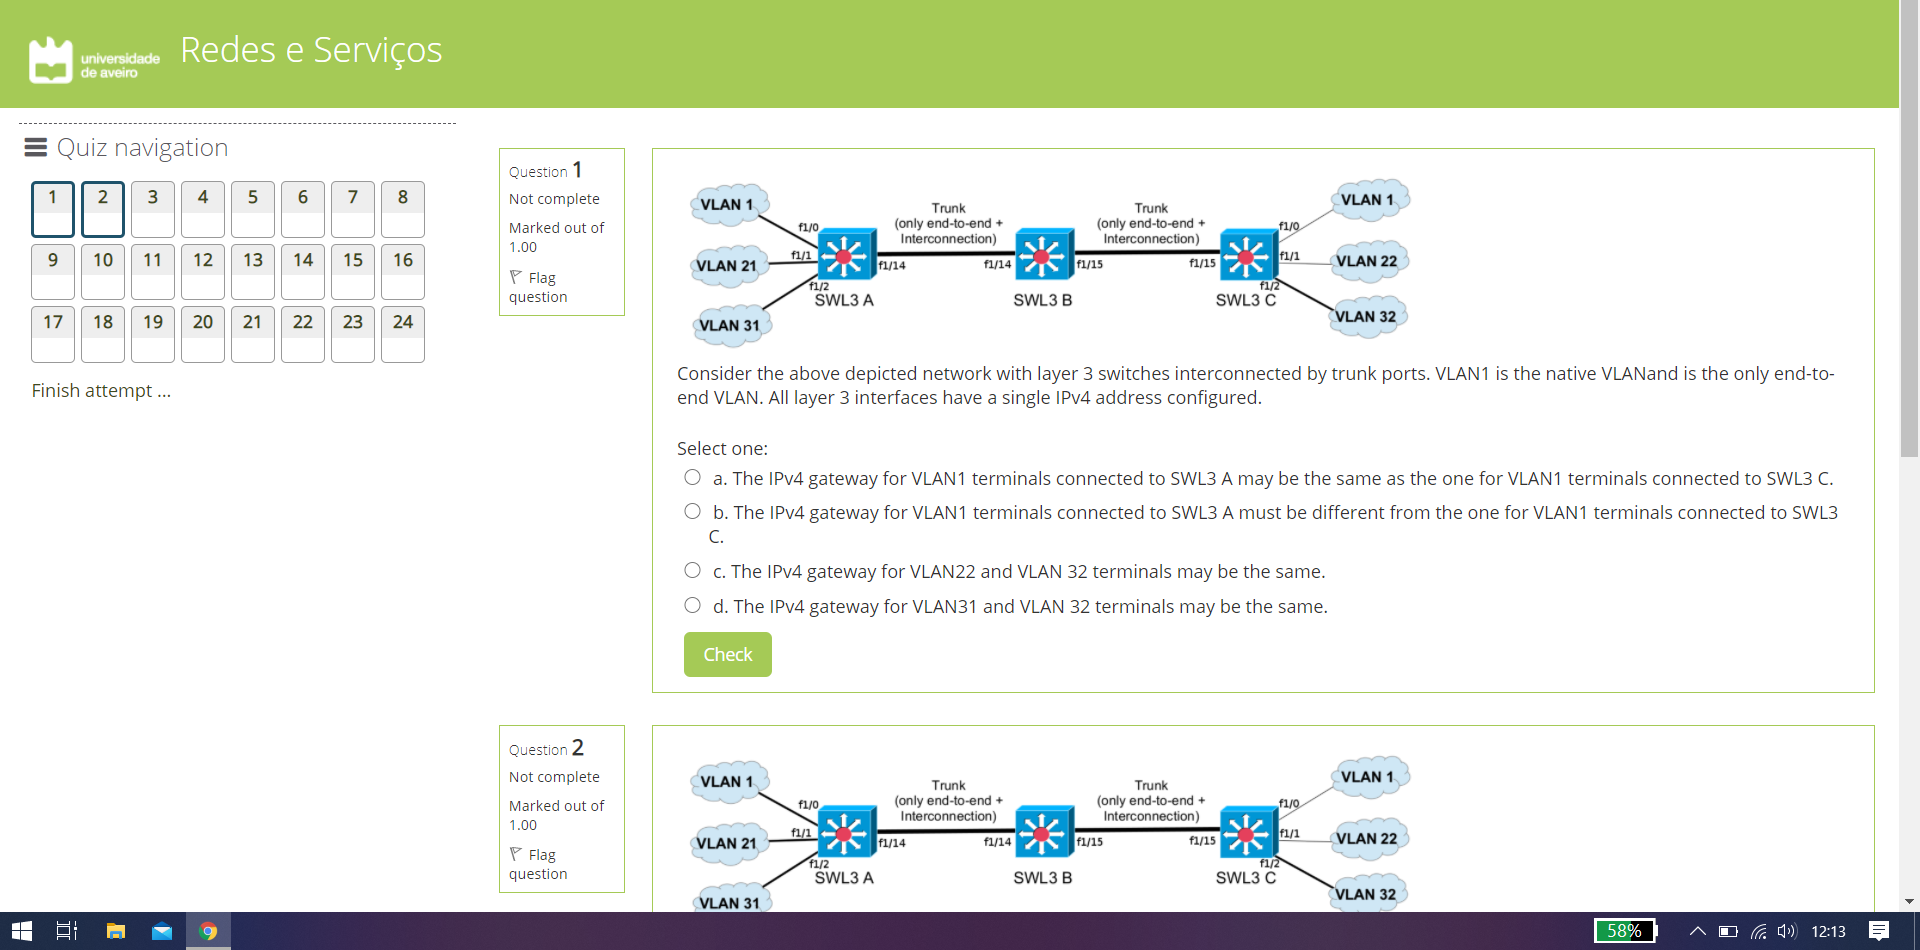 universidade
de aveiro
Redes e Serviços
Quiz navigation
1 2 3 4 5 6 7 8
9 10 11 12 13 14 15 16
17 18 19 20 21 22 23 24
Finish attempt ...
Question 1
Not complete
Marked out of
1.00
Flag
question
VLAN 1
VLAN 21
VLAN 31
f1/0
f1/1
f1/2
SWL3 A
f1/14
Trunk
(only end-to-end +
Interconnection)
f1/14
SWL3 B
f1/15
Trunk
(only end-to-end +
Interconnection)
f1/15
SWL3 C
f1/0
f1/1
f1/2
VLAN 1
VLAN 22
VLAN 32
Consider the above depicted network with layer 3 switches interconnected by trunk ports. VLAN1 is the native VLANand is the only end-to-
end VLAN. All layer 3 interfaces have a single IPv4 address configured.
Select one:
a. The IPv4 gateway for VLAN1 terminals connected to SWL3 A may be the same as the one for VLAN1 terminals connected to SWL3 C.
b. The IPv4 gateway for VLAN1 terminals connected to SWL3 A must be different from the one for VLAN1 terminals connected to SWL3
C.
c. The IPv4 gateway for VLAN22 and VLAN 32 terminals may be the same.
d. The IPv4 gateway for VLAN31 and VLAN 32 terminals may be the same.
Check
Question 2
Not complete
Marked out of
1.00
Flag
question
VLAN 1
VLAN 21
VLAN 31
f1/0
f1/1
f1/2
SWL3 A
f1/14
Trunk
(only end-to-end +
Interconnection)
f1/14
SWL3 B
f1/15
Trunk
(only end-to-end +
Interconnection)
f1/15
SWL3 C
f1/0
f1/1
f1/2
VLAN 1
VLAN 22
VLAN 32
58%
12:13